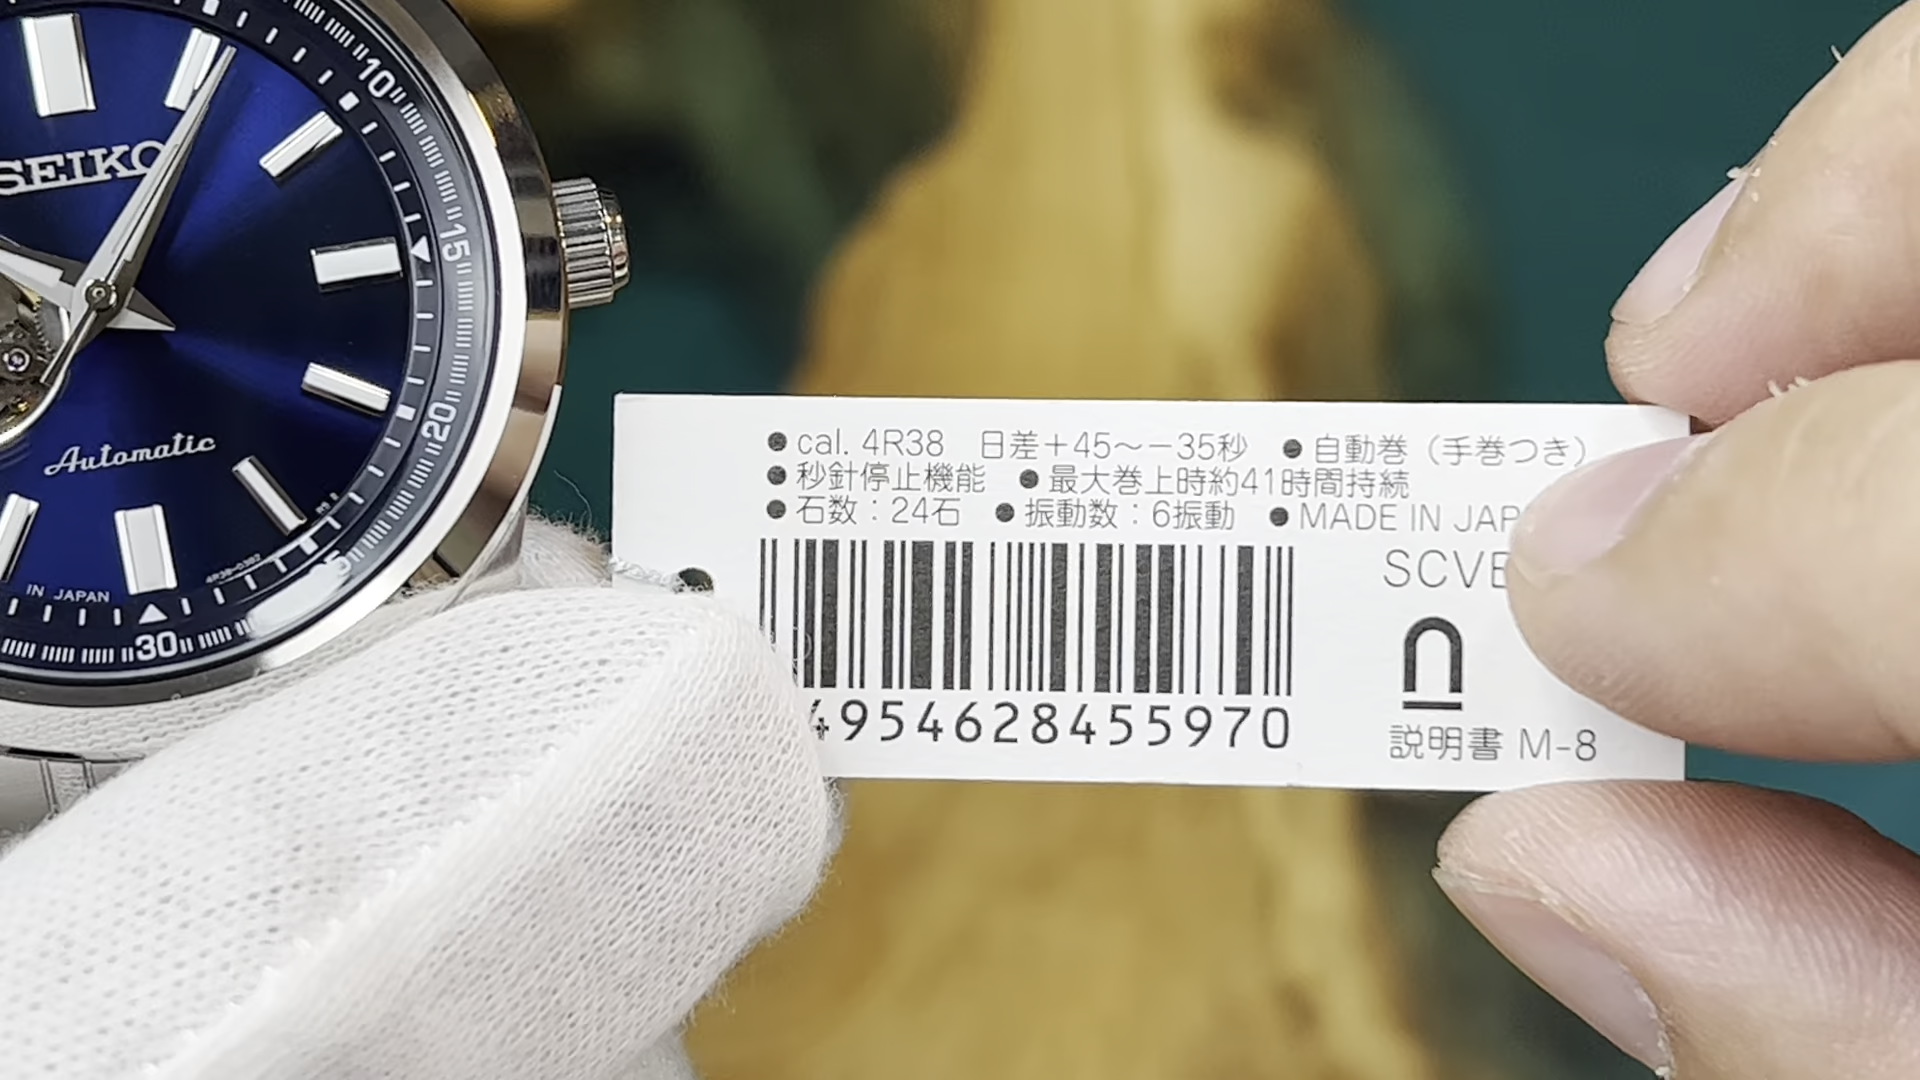 10
SEIKO
15
20
Automatic
IN JAPAN
30
● cal. 4R38 日差+45~-35秒 ● 自動巻(手巻つき)
● 秒針停止機能 ● 最大巻上時約41時間持続
● 石数:24石 ● 振動数:6振動 ● MADE IN JAP
SCVE
4954628455970
説明書 M-8